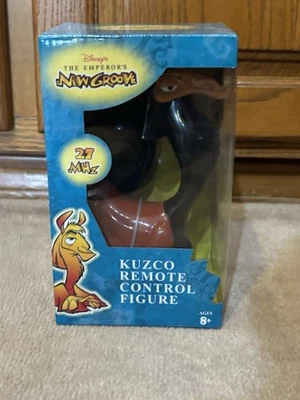 Disney's
THE EMPEROR'S
NEW GROOVE
27
MHz
KUZCO
REMOTE
CONTROL
FIGURE
AGES
8+